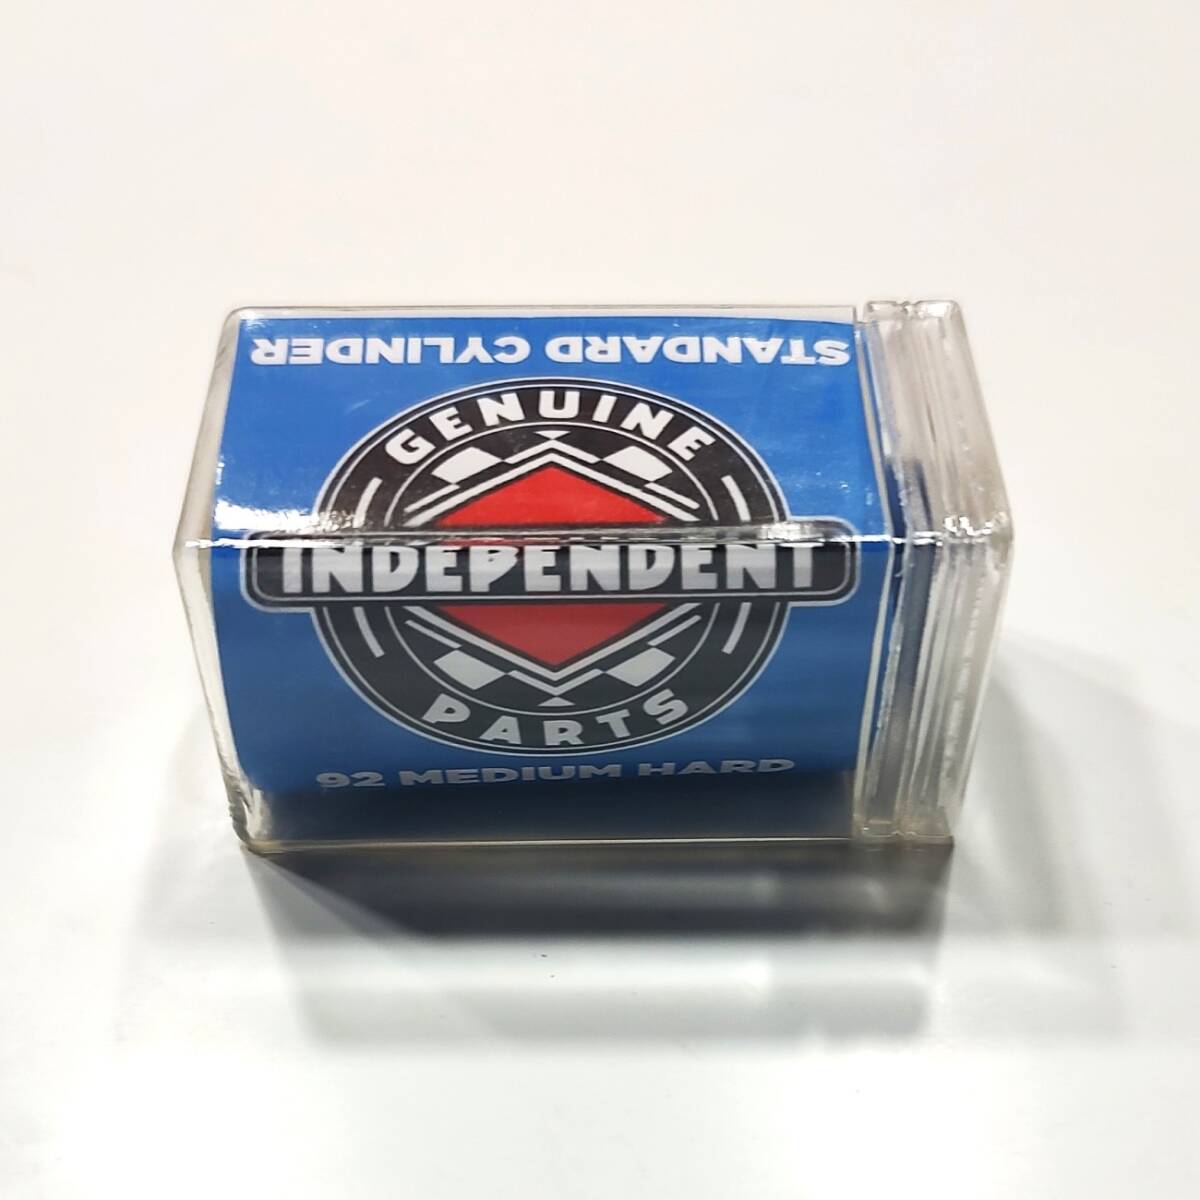 STANDARD CYLINDER
GENUINE
INDEPENDENT
PARTS
92 MEDIUM HARD